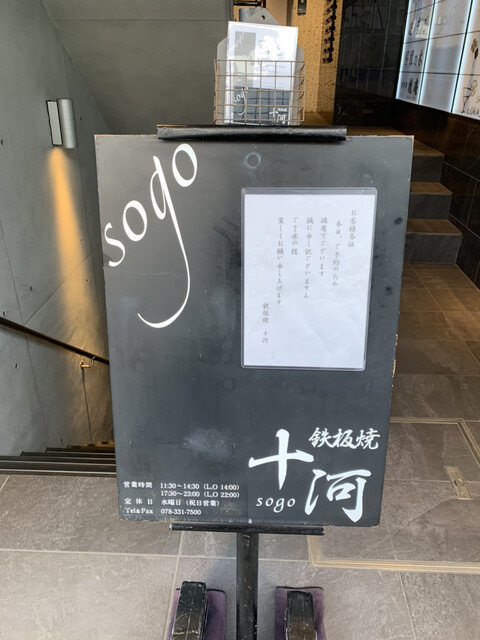 sogo
お客様各位
本日、ご予約のため
満席でございます
誠に申し訳ございません
ご了承の程
宜しくお願い申し上げます
鉄板焼 十河
鉄板焼
十河
sogo
営業時間 11:30~14:30 (L.O 14:00)
17:30~23:00 (L.O 22:00)
定休日 水曜日(祝日営業)
Tel&Fax 078-331-7500